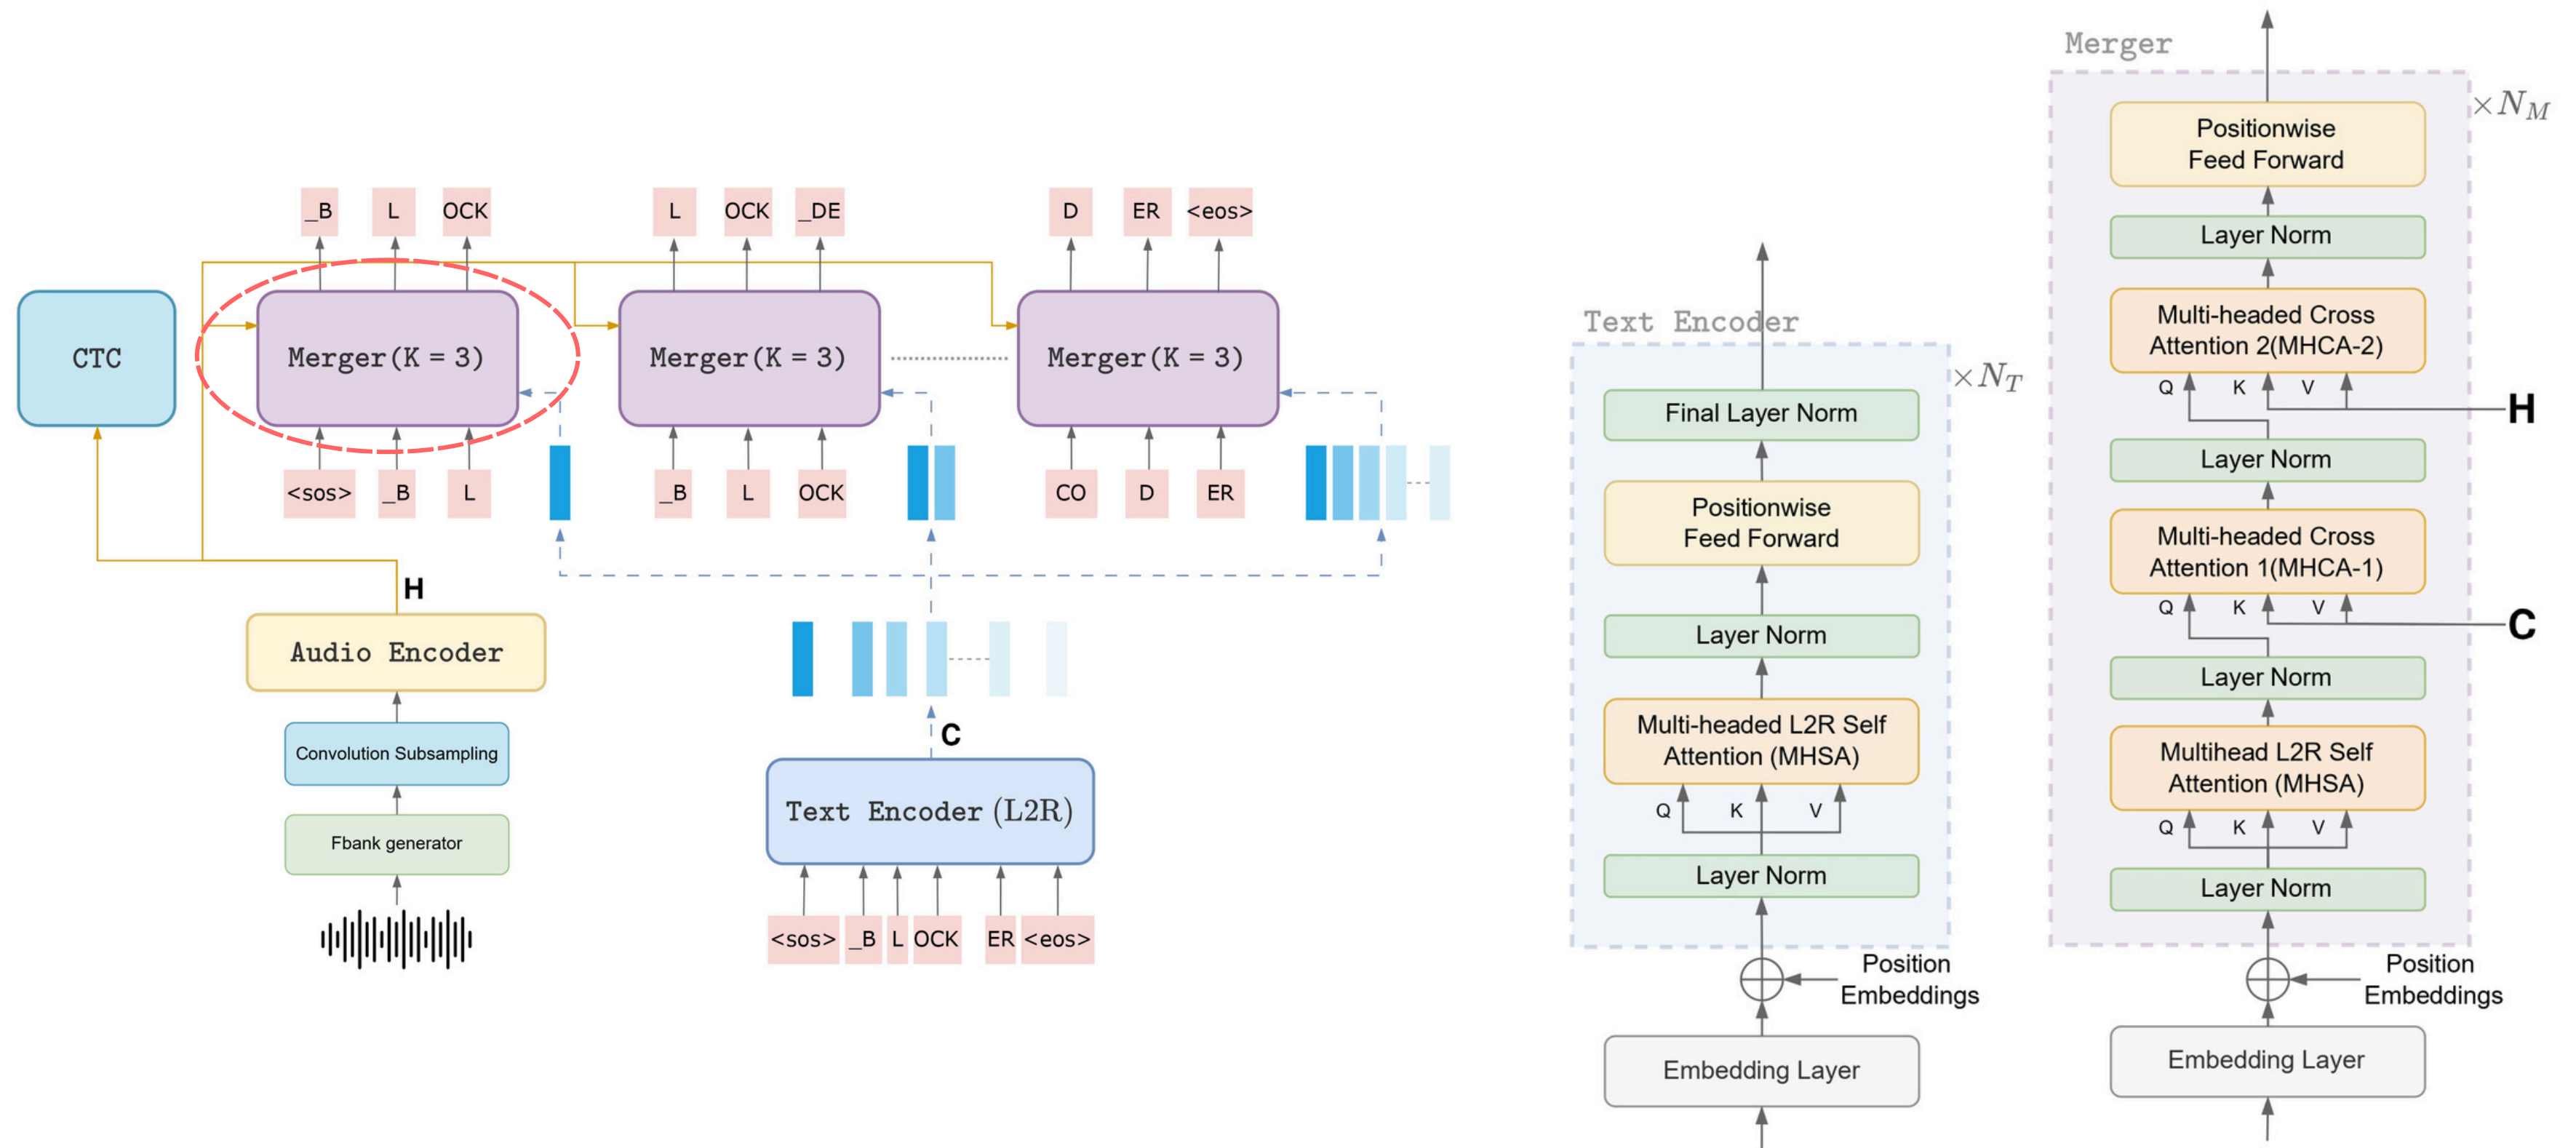 _B L OCK
L OCK _DE
D ER <eos>
CTC
Merger(K = 3)
Merger(K = 3)
Merger(K = 3)
<sos> _B L
_B L OCK
CO D ER
H
Audio Encoder
Convolution Subsampling
Fbank generator
C
Text Encoder (L2R)
<sos> _B L OCK ER <eos>
Text Encoder
×N_T
Final Layer Norm
Positionwise
Feed Forward
Layer Norm
Multi-headed L2R Self
Attention (MHSA)
Q K V
Layer Norm
Position
Embeddings
Embedding Layer
Merger
×N_M
Positionwise
Feed Forward
Layer Norm
Multi-headed Cross
Attention 2(MHCA-2)
Q K V
H
Layer Norm
Multi-headed Cross
Attention 1(MHCA-1)
Q K V
C
Layer Norm
Multihead L2R Self
Attention (MHSA)
Q K V
Layer Norm
Position
Embeddings
Embedding Layer